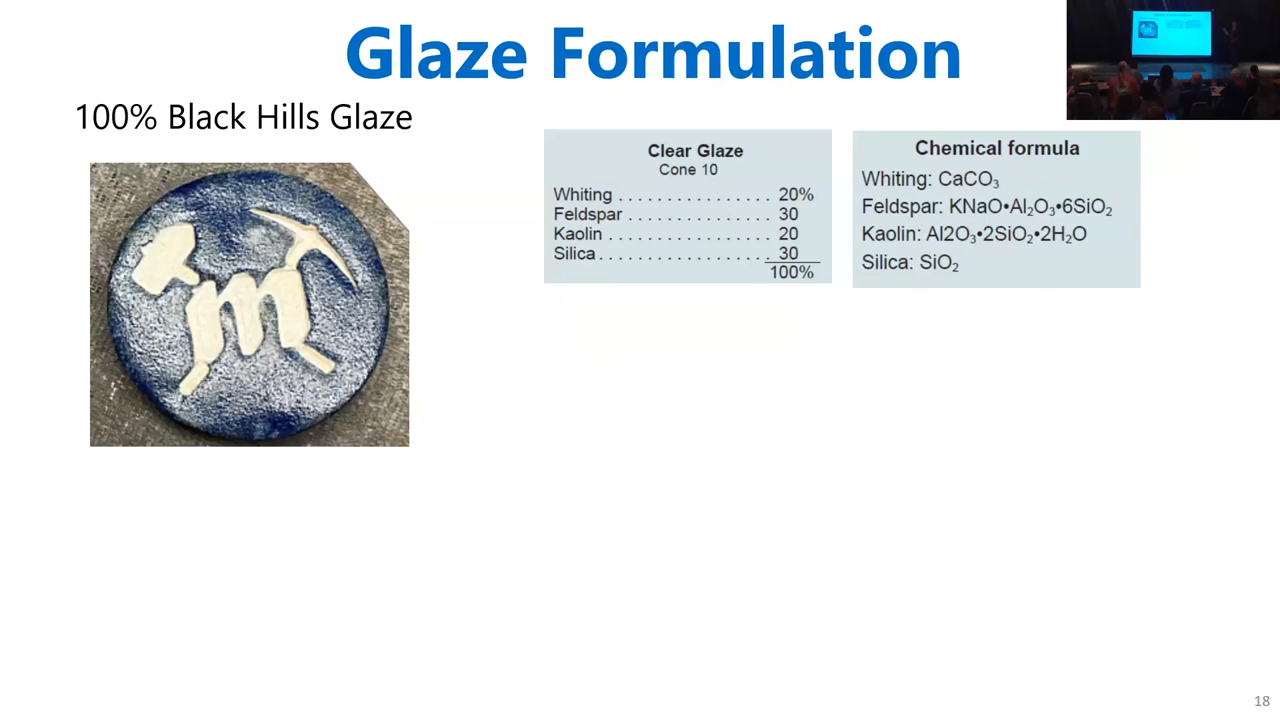 Glaze Formulation
100% Black Hills Glaze
m
Clear Glaze
Cone 10
Whiting . . . . . . . . . . . . . . . . 20%
Feldspar . . . . . . . . . . . . . . . 30
Kaolin . . . . . . . . . . . . . . . . . 20
Silica . . . . . . . . . . . . . . . . . . 30
100%
Chemical formula
Whiting: CaCO₃
Feldspar: KNaO•Al₂O₃•6SiO₂
Kaolin: Al2O₃•2SiO₂•2H₂O
Silica: SiO₂
18